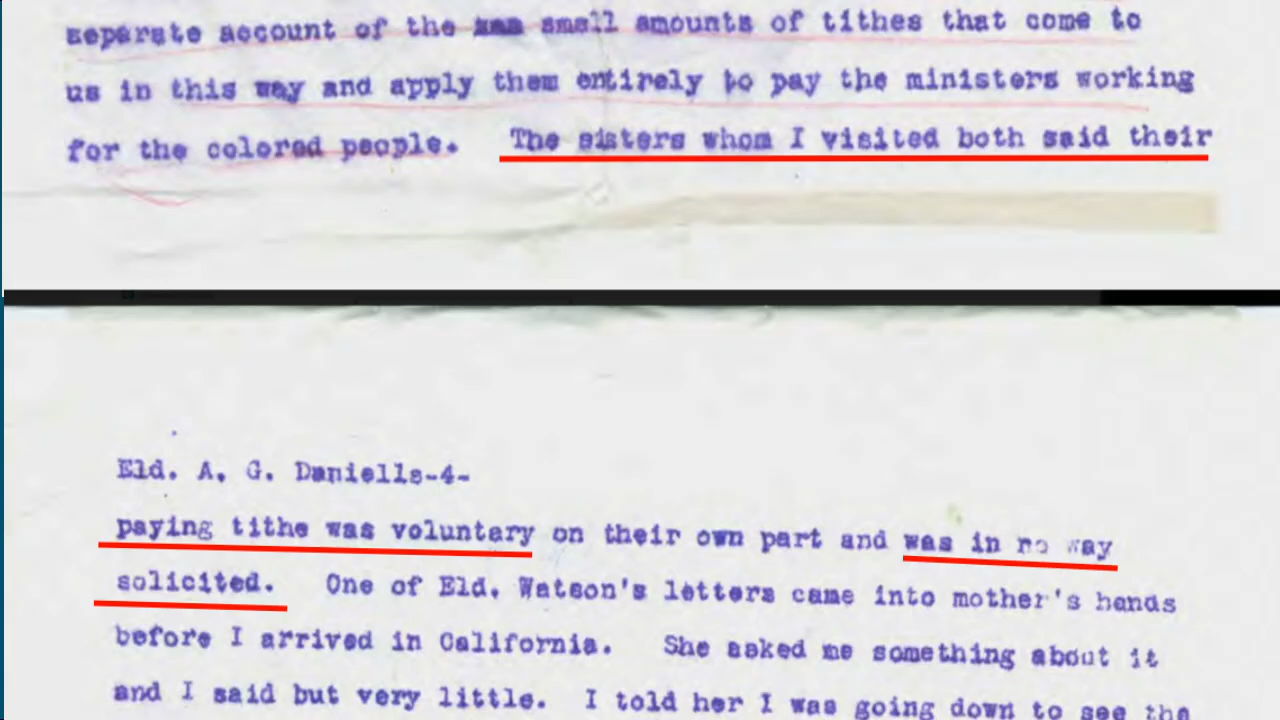 separate account of the small amounts of tithes that come to
us in this way and apply them entirely to pay the ministers working
for the colored people. The sisters whom I visited both said their
Eld. A. G. Daniells-4-
paying tithe was voluntary on their own part and was in no way
solicited. One of Eld. Watson's letters came into mother's hands
before I arrived in California. She asked me something about it
and I said but very little. I told her I was going down to see the